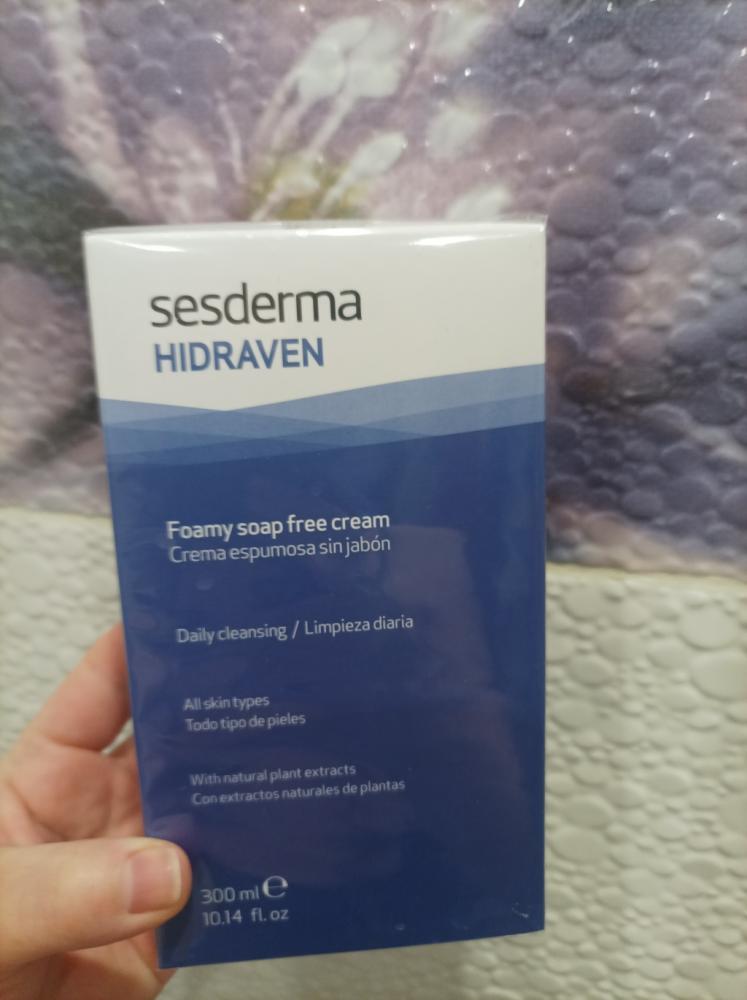 sesderma
HIDRAVEN
Foamy soap free cream
Crema espumosa sin jabón
Daily cleansing / Limpieza diaria
All skin types
Todo tipo de pieles
With natural plant extracts
Con extractos naturales de plantas
300 ml ℮
10.14 fl. oz